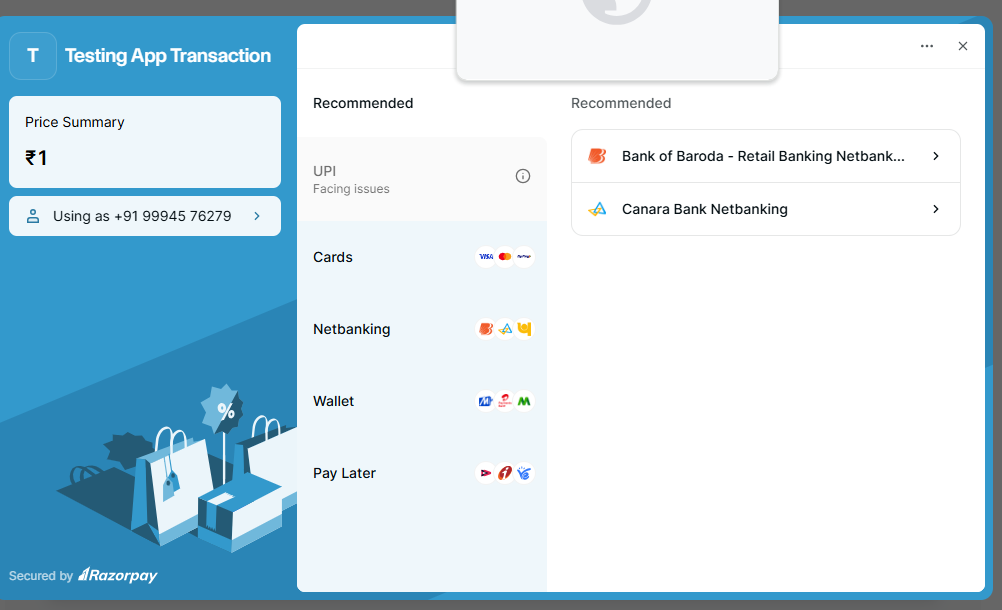 T
Testing App Transaction
Price Summary
₹1
Using as +91 99945 76279
Secured by Razorpay
Recommended
UPI
Facing issues
Cards
VISA
Netbanking
Wallet
Pay Later
Recommended
Bank of Baroda - Retail Banking Netbank...
Canara Bank Netbanking
%